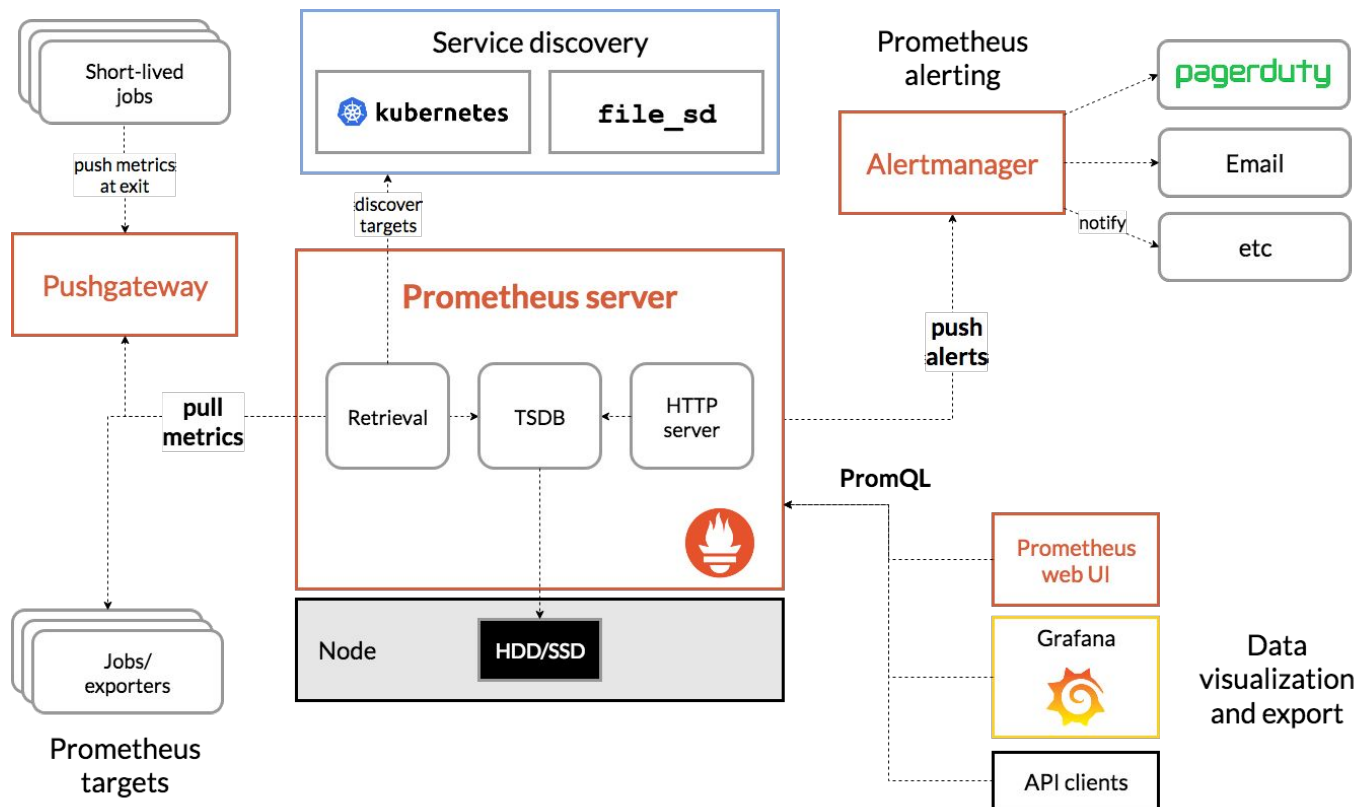 Short-lived
jobs
push metrics
at exit
Pushgateway
pull
metrics
Jobs/
exporters
Prometheus
targets
Service discovery
kubernetes
file_sd
discover
targets
Prometheus server
Retrieval
TSDB
HTTP
server
Node
HDD/SSD
Prometheus
alerting
Alertmanager
pagerduty
Email
notify
etc
push
alerts
PromQL
Prometheus
web UI
Grafana
API clients
Data
visualization
and export